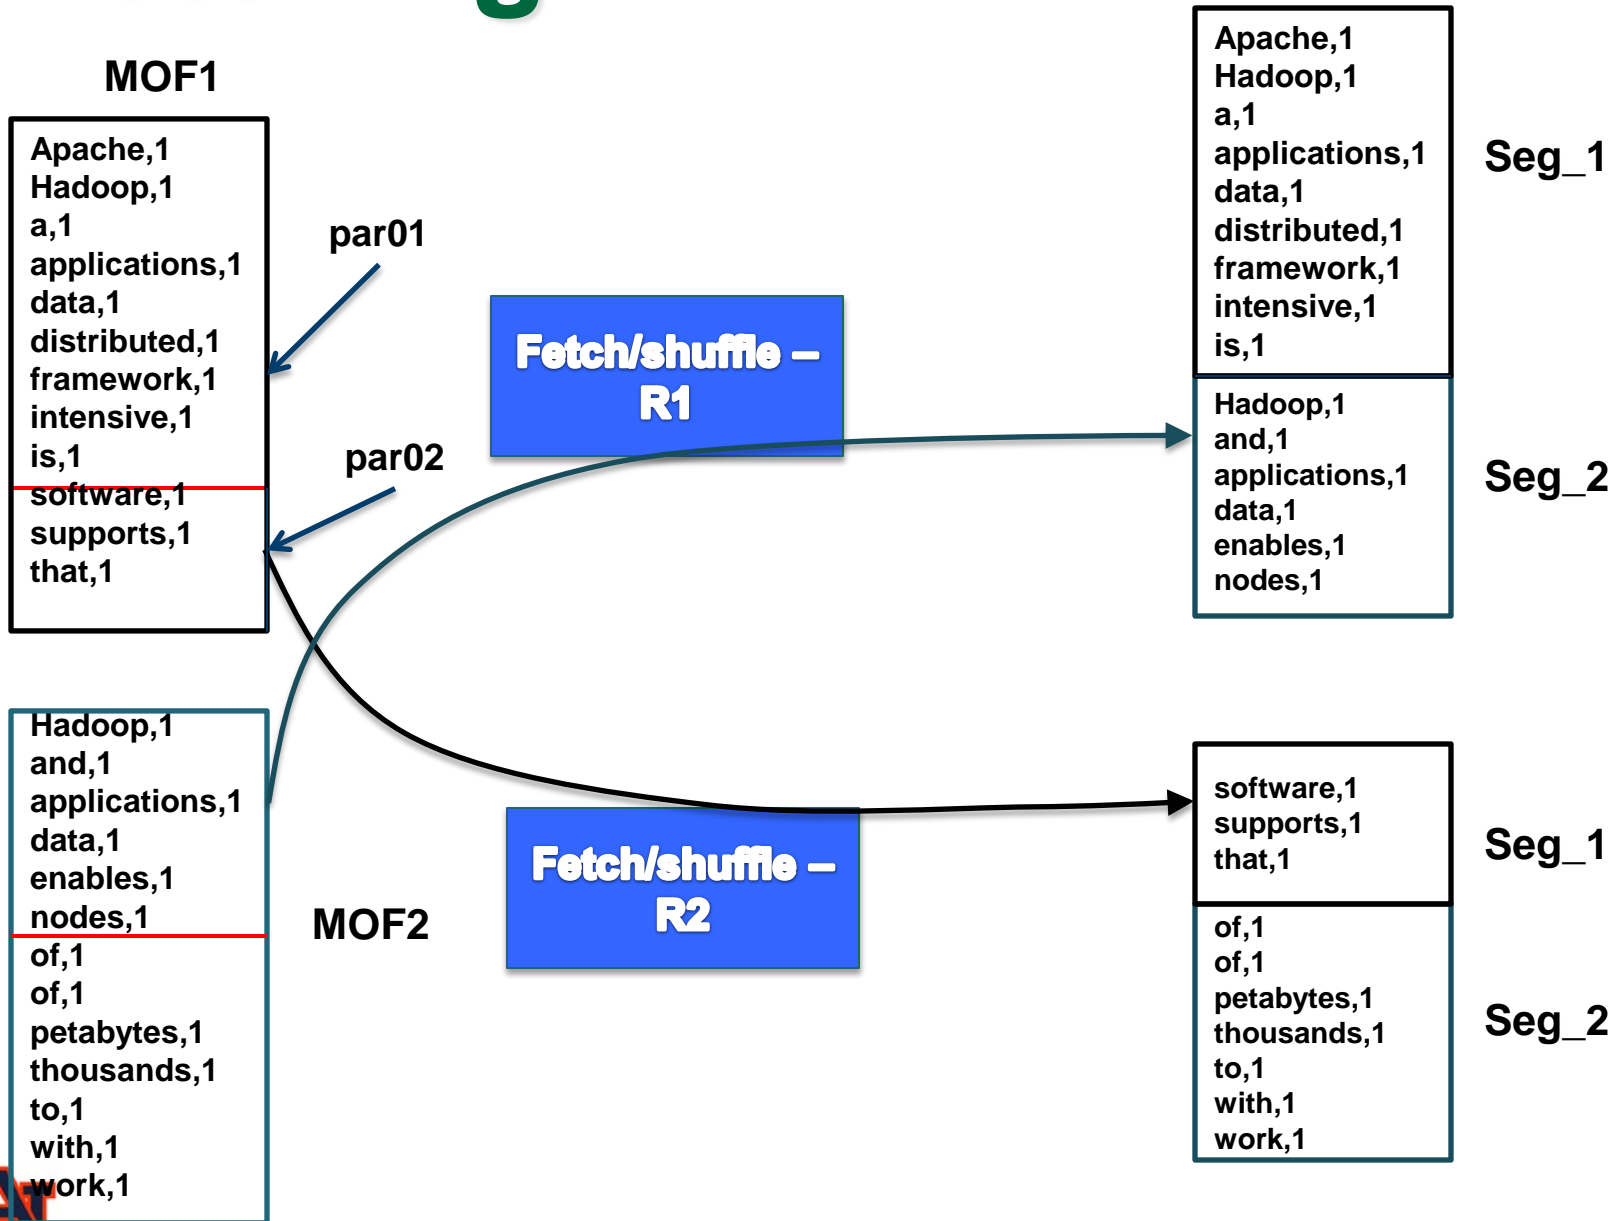 MOF1
Apache,1
Hadoop,1
a,1
applications,1
data,1
distributed,1
framework,1
intensive,1
is,1
software,1
supports,1
that,1
par01
par02
Fetch/shuffle –
R1
Apache,1
Hadoop,1
a,1
applications,1
data,1
distributed,1
framework,1
intensive,1
is,1
Seg_1
Hadoop,1
and,1
applications,1
data,1
enables,1
nodes,1
Seg_2
Hadoop,1
and,1
applications,1
data,1
enables,1
nodes,1
of,1
of,1
petabytes,1
thousands,1
to,1
with,1
work,1
MOF2
Fetch/shuffle –
R2
software,1
supports,1
that,1
Seg_1
of,1
of,1
petabytes,1
thousands,1
to,1
with,1
work,1
Seg_2